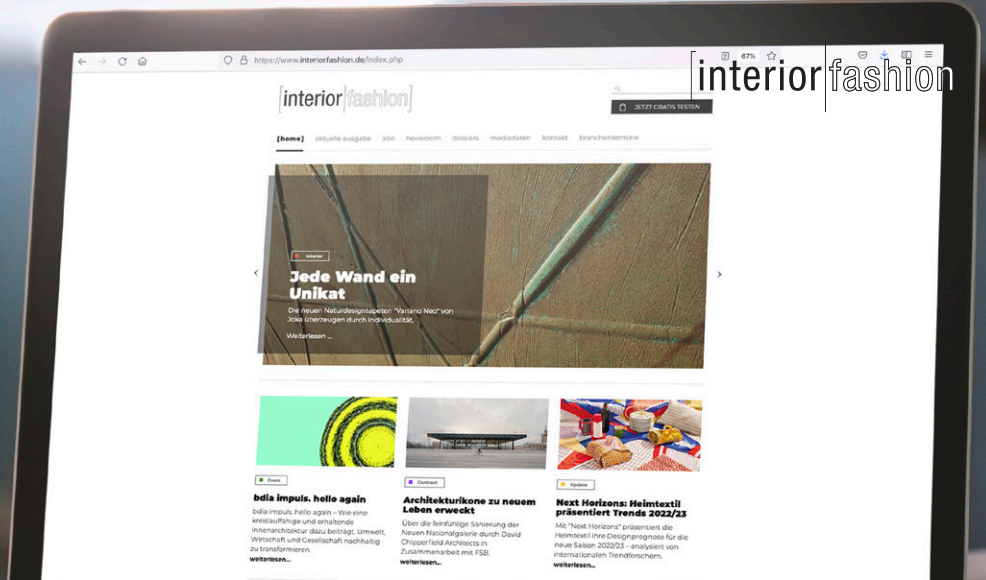 https://www.interiorfashion.de/index.php
67%
[interior|fashion]
[interior|fashion]
JETZT GRATIS TESTEN
[home] aktuelle ausgabe abo newsroom dossiers mediadaten kontakt branchentermine
Interior
Jede Wand ein
Unikat
Die neuen Naturdesigntapeten "Variano Neo" von
Joka überzeugen durch Individualität.
Weiterlesen ...
Event
bdia impuls. hello again
bdia impuls. hello again – Wie eine
kreislauffähige und erhaltende
Innenarchitektur dazu beiträgt, Umwelt,
Wirtschaft und Gesellschaft nachhaltig
zu transformieren.
weiterlesen...
Contract
Architekturikone zu neuem
Leben erweckt
Über die feinfühlige Sanierung der
Neuen Nationalgalerie durch David
Chipperfield Architects in
Zusammenarbeit mit FSB.
weiterlesen...
Update
Next Horizons: Heimtextil
präsentiert Trends 2022/23
Mit "Next Horizons" präsentiert die
Heimtextil ihre Designprognose für die
neue Saison 2022/23 – analysiert von
internationalen Trendforschern.
weiterlesen...